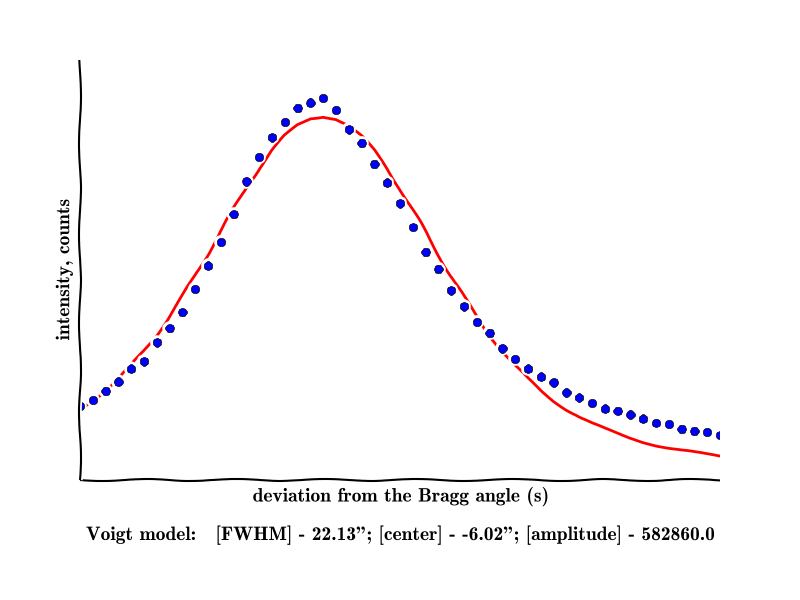 intensity, counts
deviation from the Bragg angle (s)
Voigt model: [FWHM] - 22.13”; [center] - -6.02”; [amplitude] - 582860.0